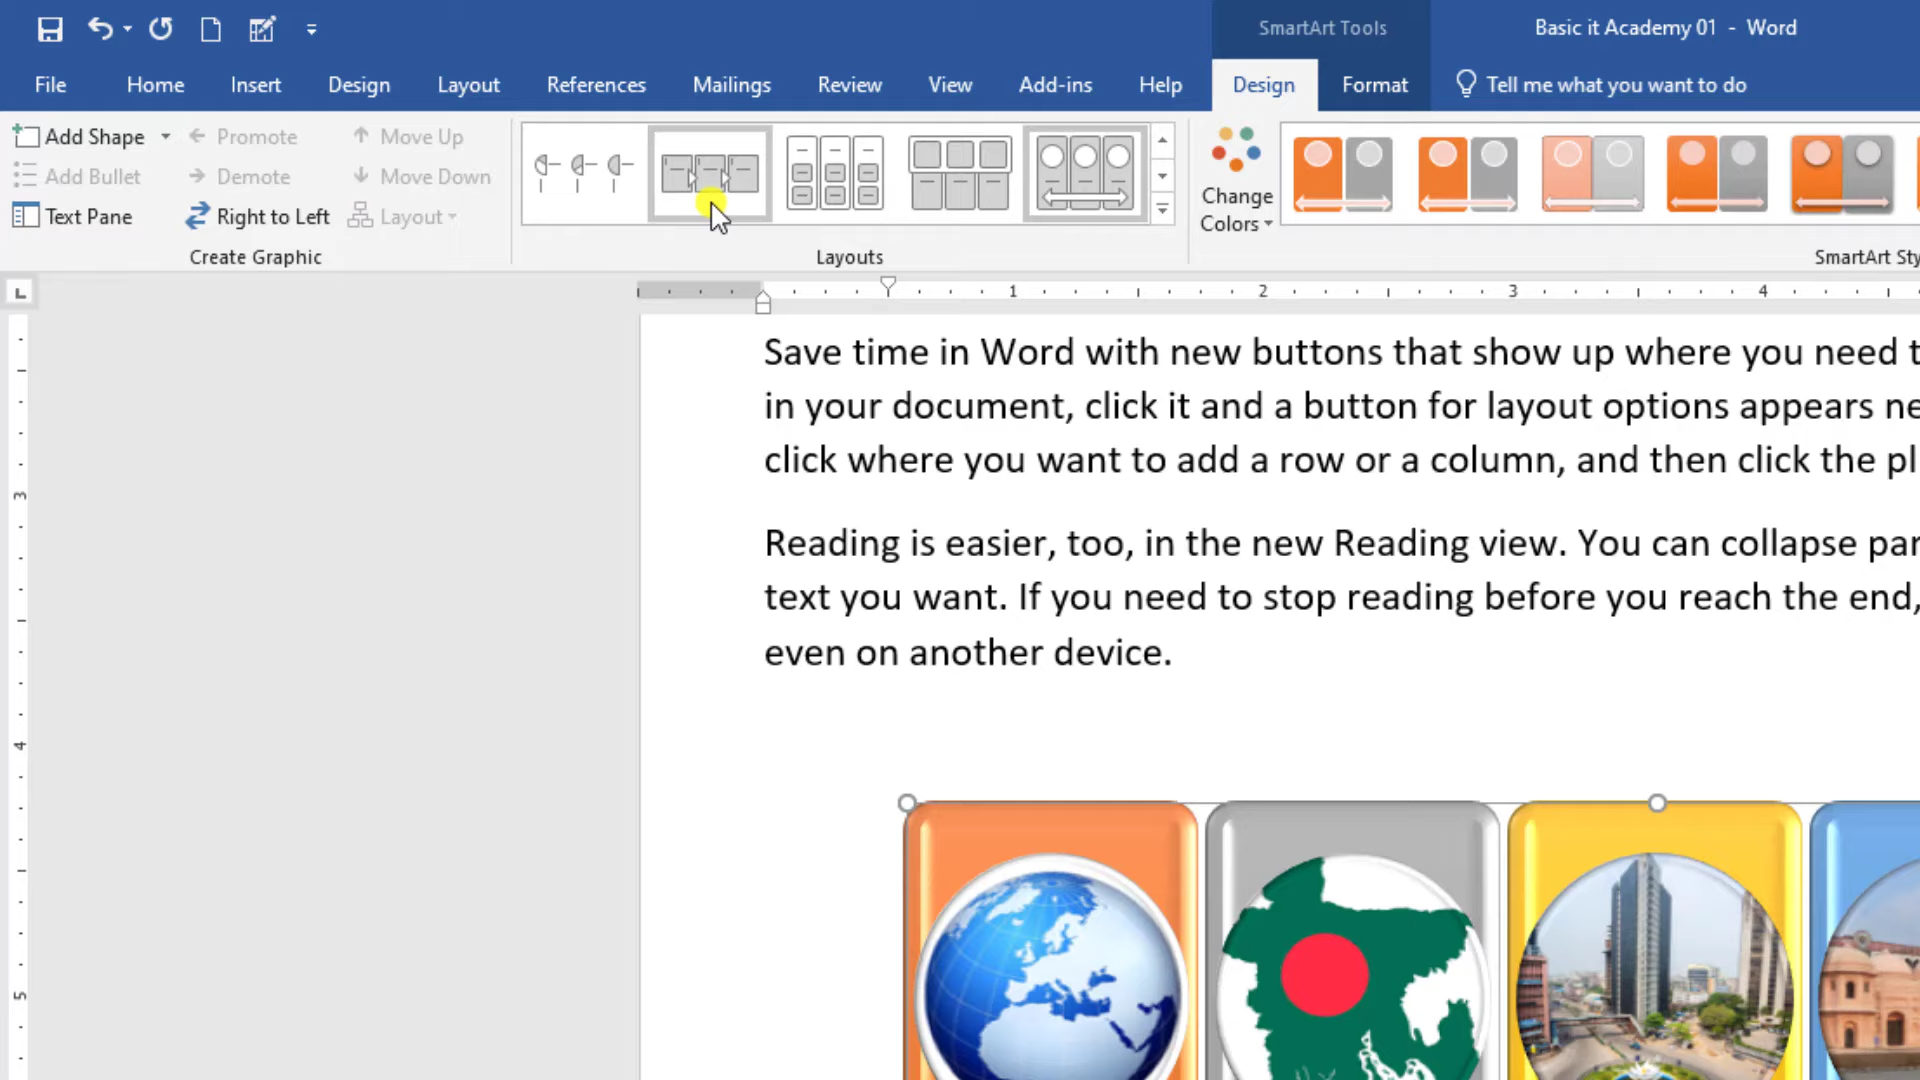 SmartArt Tools
Basic it Academy 01 - Word
File Home Insert Design Layout References Mailings Review View Add-ins Help Design Format Tell me what you want to do
Add Shape Promote Move Up
Add Bullet Demote Move Down
Text Pane Right to Left Layout
Create Graphic
Layouts
Change
Colors
SmartArt Sty
1 2 3 4
Save time in Word with new buttons that show up where you need t
in your document, click it and a button for layout options appears ne
click where you want to add a row or a column, and then click the pl
Reading is easier, too, in the new Reading view. You can collapse par
text you want. If you need to stop reading before you reach the end,
even on another device.
3
4
5